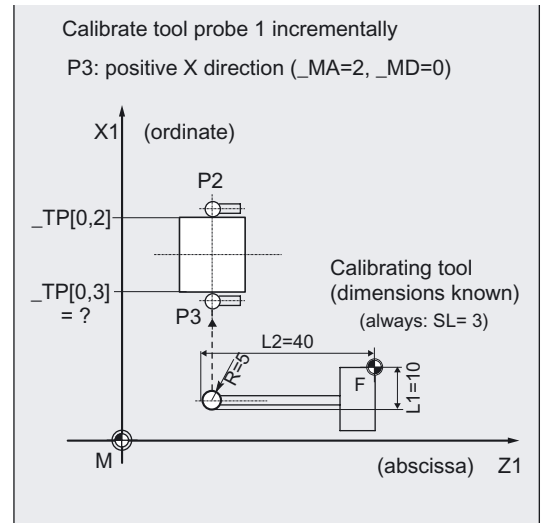 Calibrate tool probe 1 incrementally
P3: positive X direction (_MA=2, _MD=0)
X1 (ordinate)
P2
_TP[0,2]
_TP[0,3]
= ?
P3
Calibrating tool
(dimensions known)
(always: SL= 3)
L2=40
R=5
F
L1=10
M
(abscissa) Z1